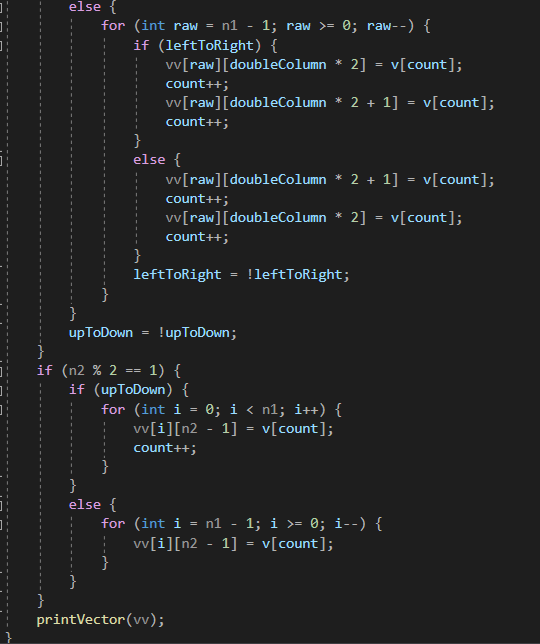 else {
for (int raw = n1 - 1; raw >= 0; raw--) {
if (leftToRight) {
vv[raw][doubleColumn * 2] = v[count];
count++;
vv[raw][doubleColumn * 2 + 1] = v[count];
count++;
}
else {
vv[raw][doubleColumn * 2 + 1] = v[count];
count++;
vv[raw][doubleColumn * 2] = v[count];
count++;
}
leftToRight = !leftToRight;
}
}
upToDown = !upToDown;
}
if (n2 % 2 == 1) {
if (upToDown) {
for (int i = 0; i < n1; i++) {
vv[i][n2 - 1] = v[count];
count++;
}
}
else {
for (int i = n1 - 1; i >= 0; i--) {
vv[i][n2 - 1] = v[count];
}
}
}
printVector(vv);
}